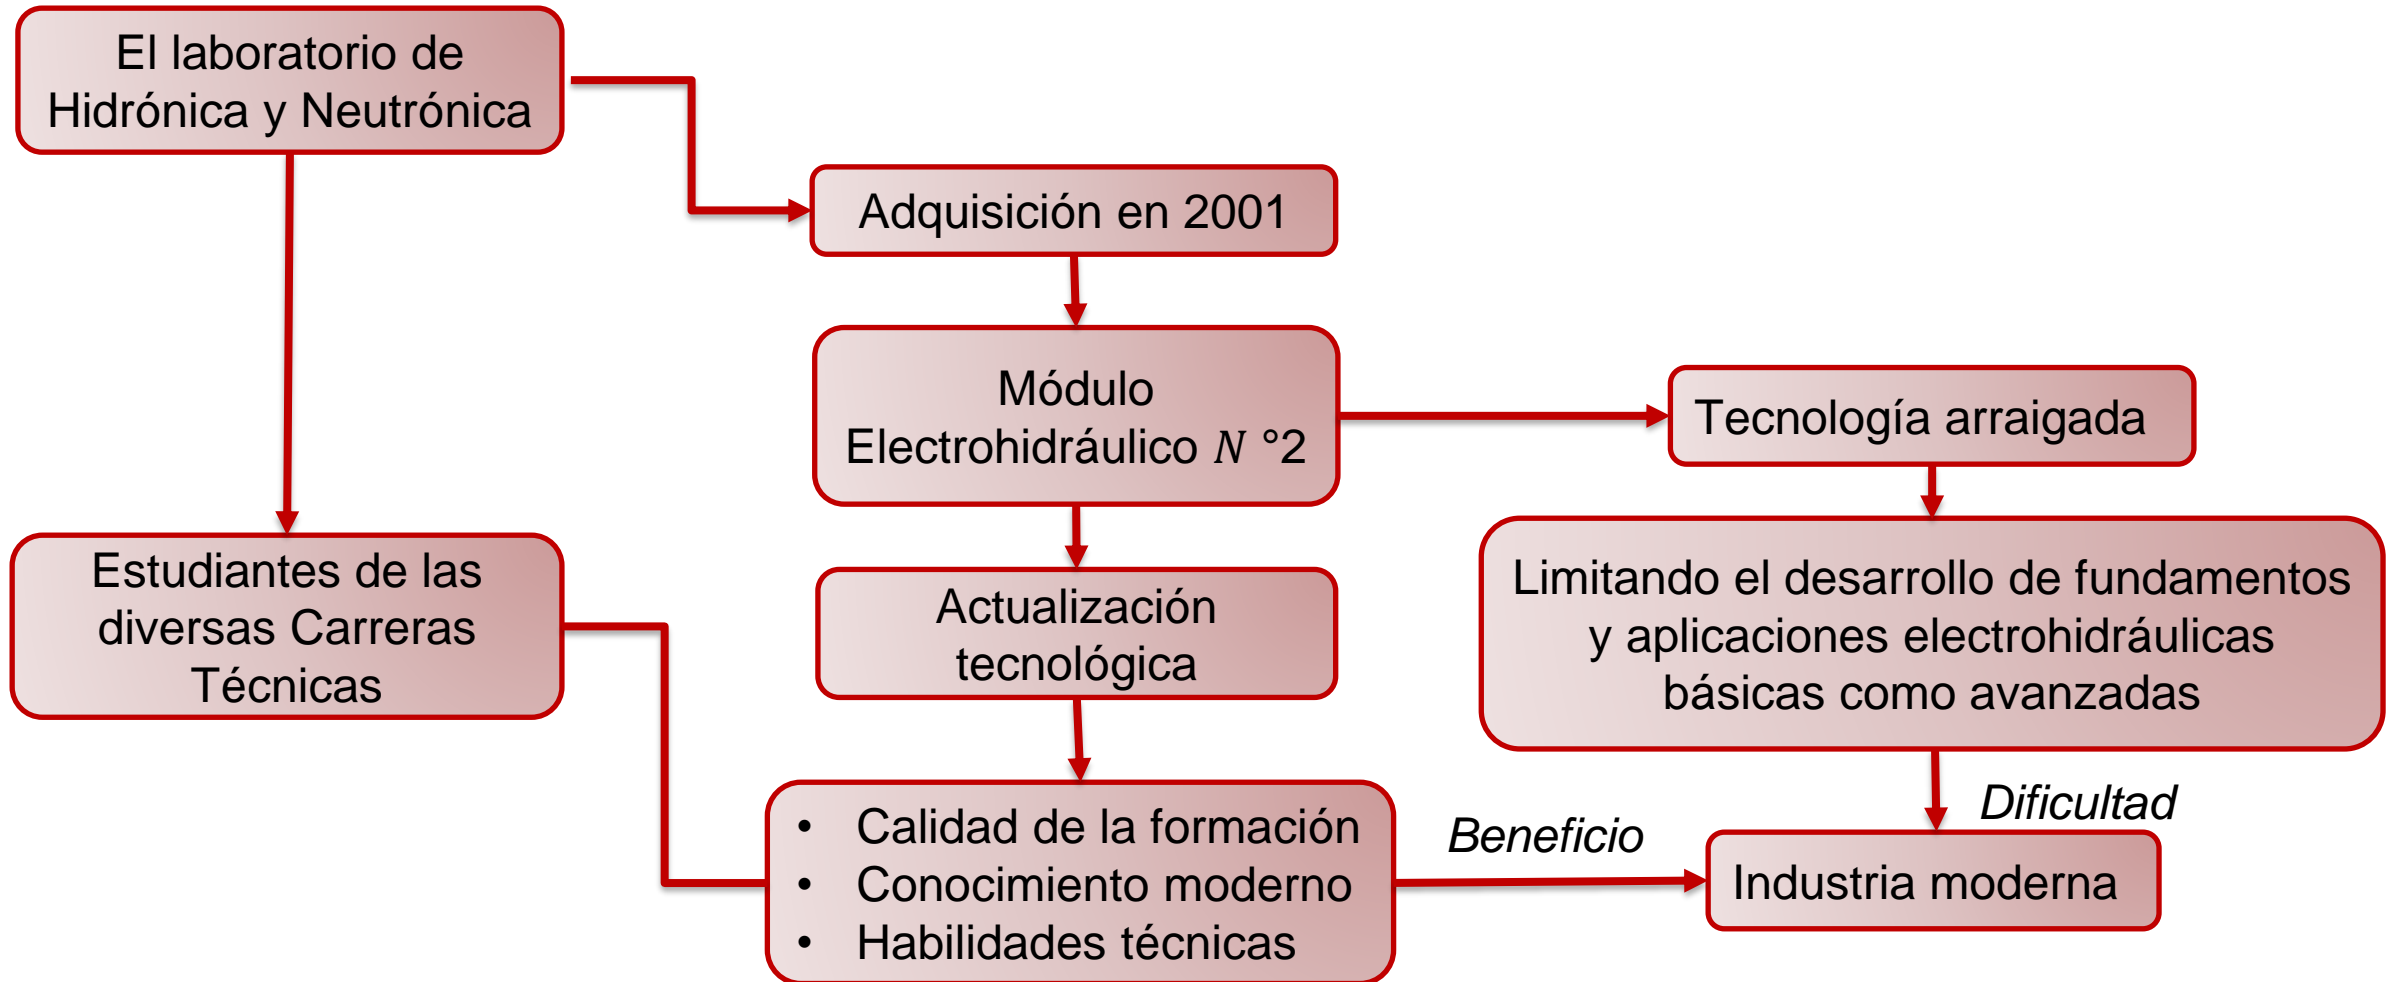 El laboratorio de
Hidrónica y Neutrónica
Adquisición en 2001
Módulo
Electrohidráulico N °2
Tecnología arraigada
Estudiantes de las
diversas Carreras
Técnicas
Actualización
tecnológica
Limitando el desarrollo de fundamentos
y aplicaciones electrohidráulicas
básicas como avanzadas
• Calidad de la formación
• Conocimiento moderno
• Habilidades técnicas
Beneficio
Dificultad
Industria moderna